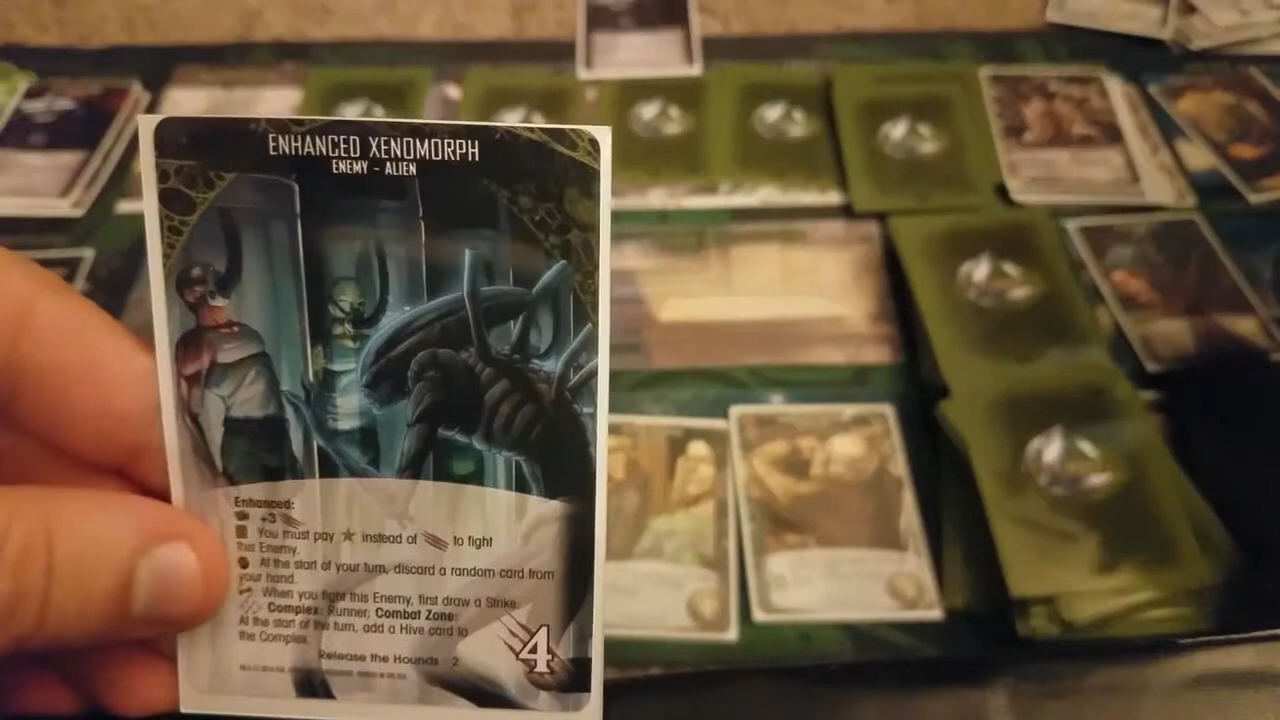 ENHANCED XENOMORPH
ENEMY - ALIEN
Enhanced:
+3
You must pay instead of to fight
this Enemy.
At the start of your turn, discard a random card from
your hand.
When you fight this Enemy, first draw a Strike.
Complex: Runner; Combat Zone:
At the start of the turn, add a Hive card to
the Complex.
Release the Hounds 2
4